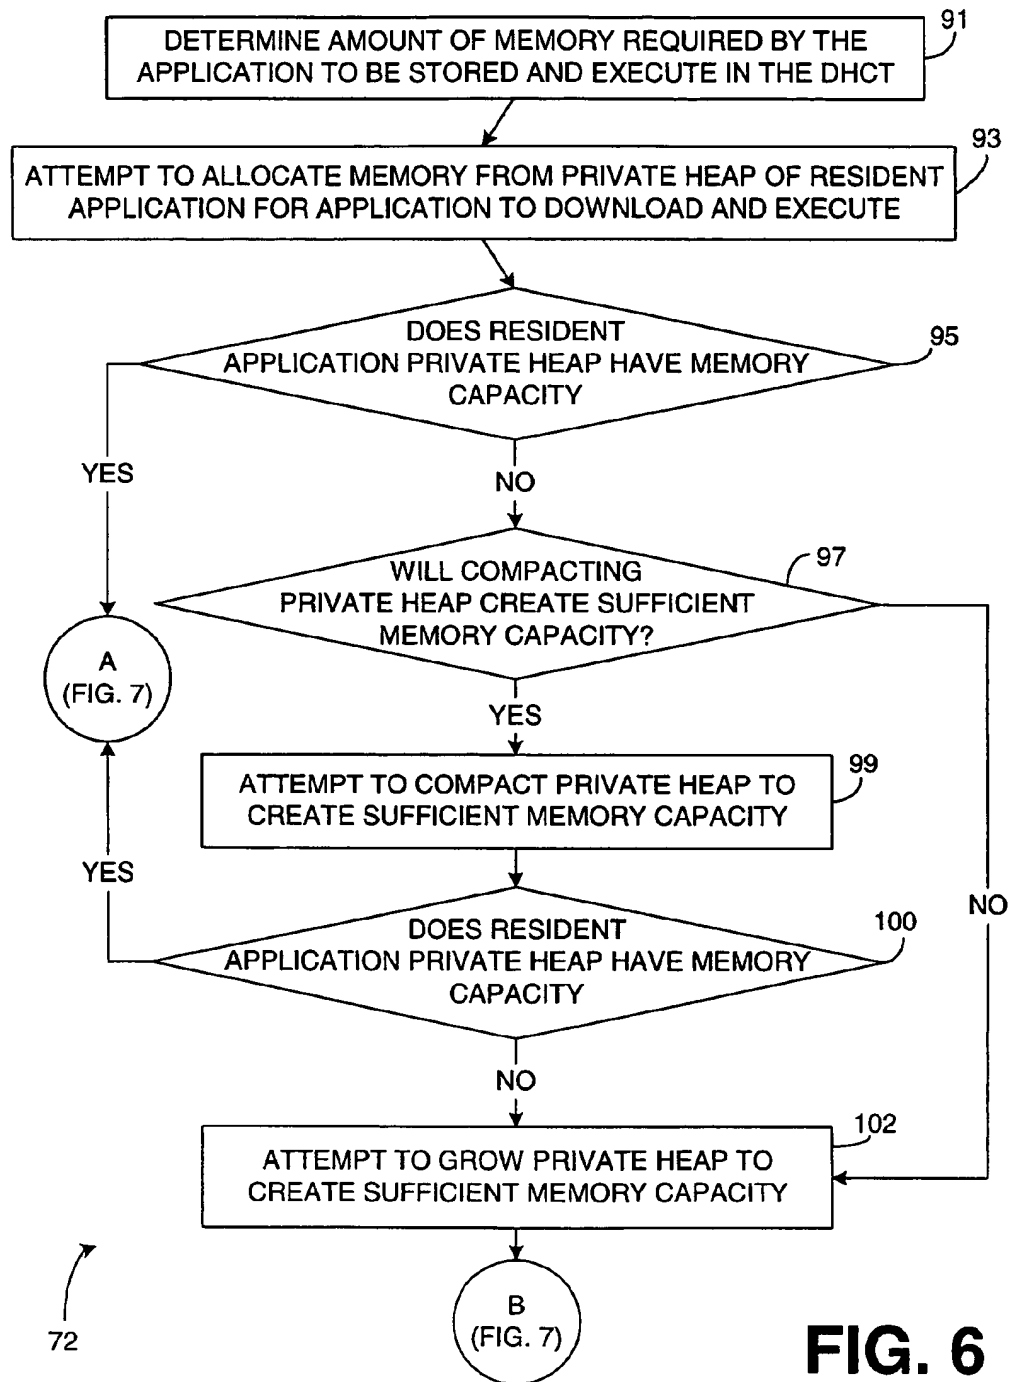 91
DETERMINE AMOUNT OF MEMORY REQUIRED BY THE
APPLICATION TO BE STORED AND EXECUTE IN THE DHCT
93
ATTEMPT TO ALLOCATE MEMORY FROM PRIVATE HEAP OF RESIDENT
APPLICATION FOR APPLICATION TO DOWNLOAD AND EXECUTE
DOES RESIDENT
APPLICATION PRIVATE HEAP HAVE MEMORY
CAPACITY
95
YES
NO
97
WILL COMPACTING
PRIVATE HEAP CREATE SUFFICIENT
MEMORY CAPACITY?
A
(FIG. 7)
YES
99
ATTEMPT TO COMPACT PRIVATE HEAP TO
CREATE SUFFICIENT MEMORY CAPACITY
YES
NO
DOES RESIDENT
APPLICATION PRIVATE HEAP HAVE MEMORY
CAPACITY
100
NO
102
ATTEMPT TO GROW PRIVATE HEAP TO
CREATE SUFFICIENT MEMORY CAPACITY
B
(FIG. 7)
72
FIG. 6